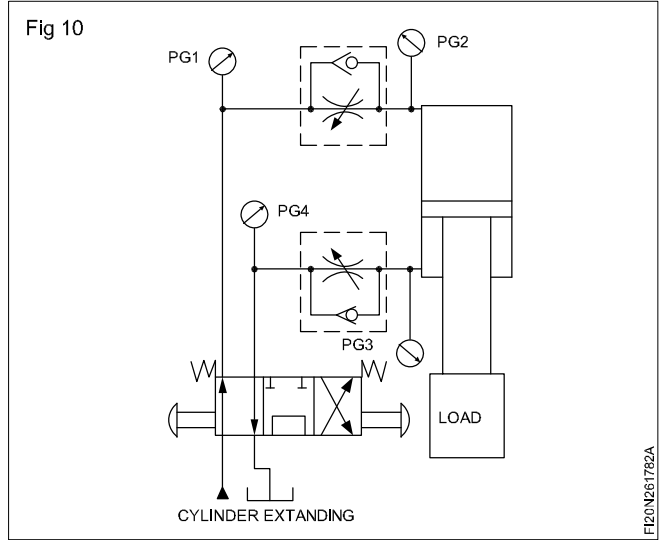 Fig 10
PG1
PG2
PG4
PG3
LOAD
CYLINDER EXTANDING
FI20N261782A